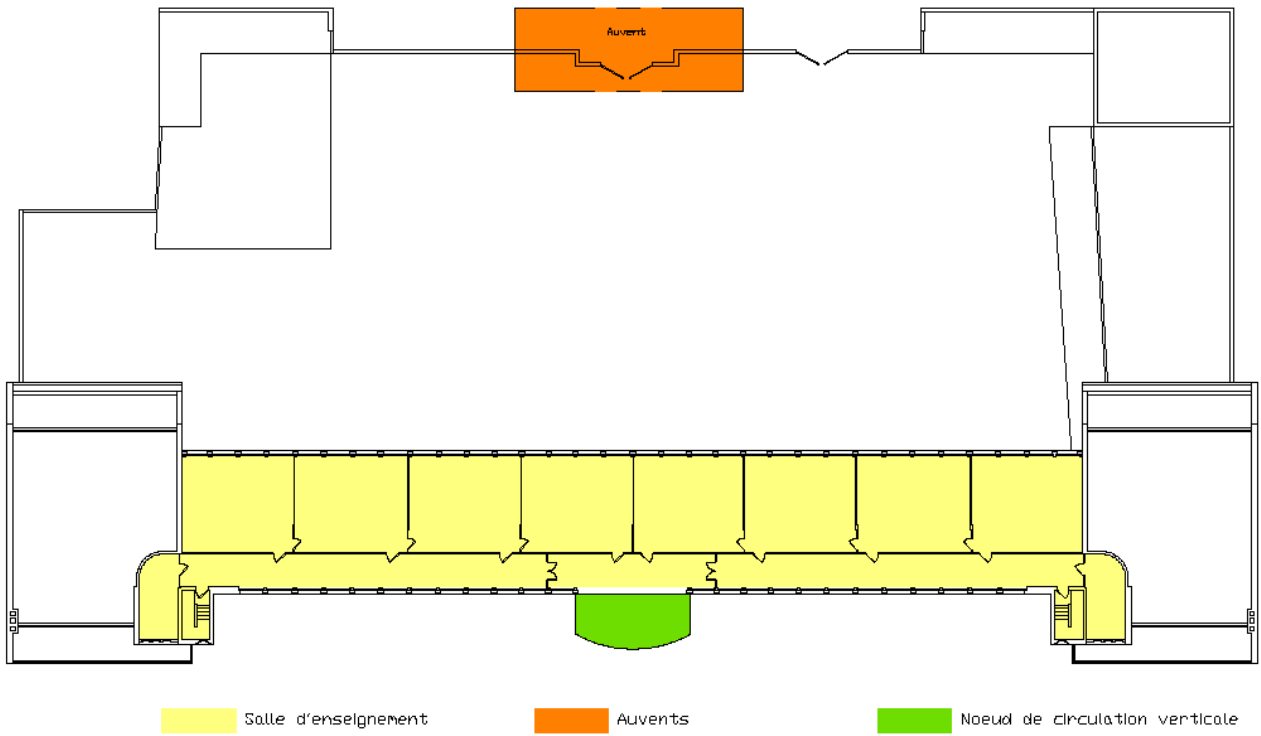 Auvent
Salle d'enseignement
Auvents
Noeud de circulation verticale